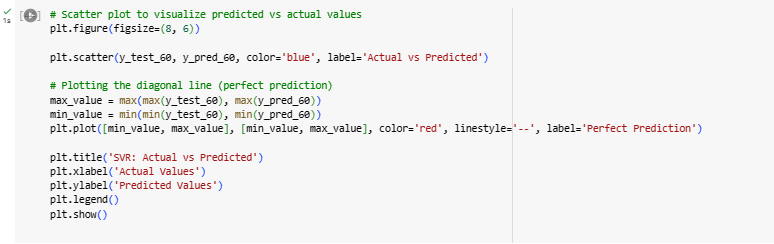 # Scatter plot to visualize predicted vs actual values
1s
plt.figure(figsize=(8, 6))
plt.scatter(y_test_60, y_pred_60, color='blue', label='Actual vs Predicted')
# Plotting the diagonal line (perfect prediction)
max_value = max(max(y_test_60), max(y_pred_60))
min_value = min(min(y_test_60), min(y_pred_60))
plt.plot([min_value, max_value], [min_value, max_value], color='red', linestyle='--', label='Perfect Prediction')
plt.title('SVR: Actual vs Predicted')
plt.xlabel('Actual Values')
plt.ylabel('Predicted Values')
plt.legend()
plt.show()